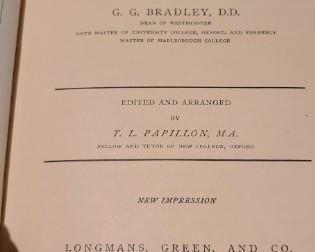 G. G. BRADLEY, D.D.
DEAN OF WESTMINSTER
LATE MASTER OF UNIVERSITY COLLEGE, OXFORD, AND FORMERLY
MASTER OF MARLBOROUGH COLLEGE
EDITED AND ARRANGED
BY
T. L. PAPILLON, M.A.
FELLOW AND TUTOR OF NEW COLLEGE, OXFORD
NEW IMPRESSION
LONGMANS, GREEN, AND CO.